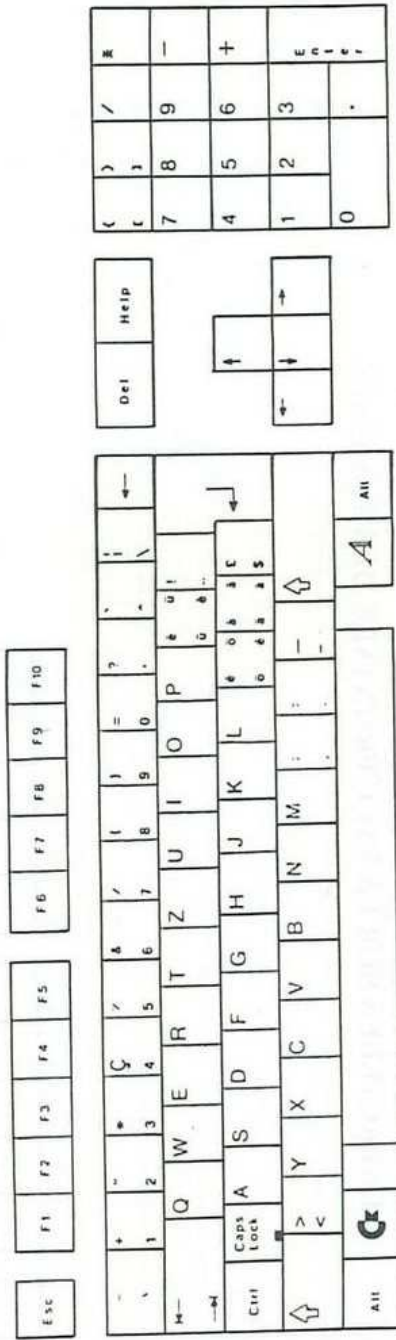 Esc F1 F2 F3 F4 F5 F6 F7 F8 F9 F10
+ " * Ç & / ( ) = ? `
1 2 3 4 5 6 7 8 9 0 ' ^ \
Q W E R T Z U I O P è ü !
ü è ¨
Ctrl Caps Lock A S D F G H J K L é ö à ä £
ö é ä à $
> Y X C V B N M ; : _
< , . -
Alt A Alt
Del Help
( ) / *
[ ]
7 8 9 -
4 5 6 +
1 2 3 Enter
0 .